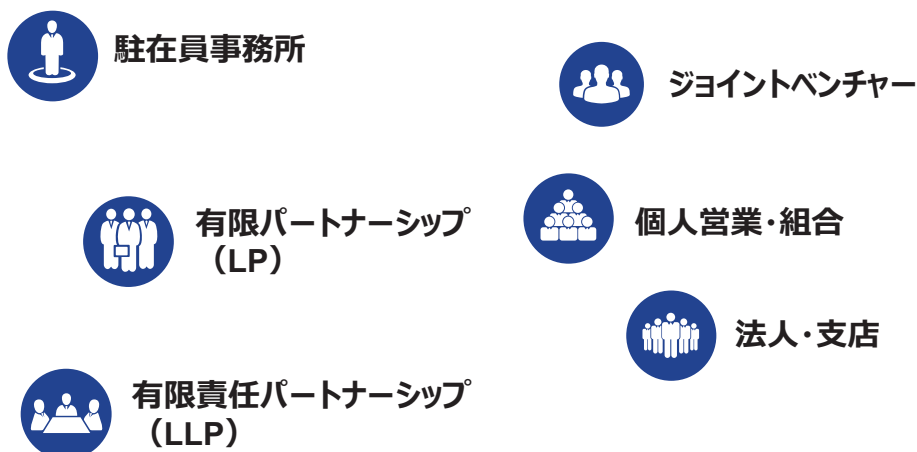 駐在員事務所
ジョイントベンチャー
有限パートナーシップ
（LP）
個人営業・組合
法人・支店
有限責任パートナーシップ
（LLP）